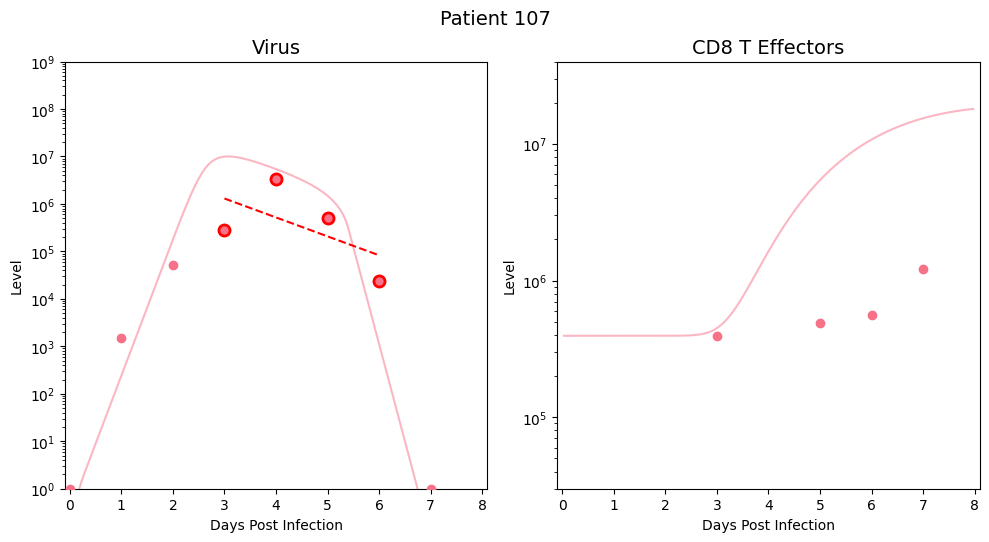 Patient 107
Virus
CD8 T Effectors
10^9
10^8
10^7
10^6
10^5
10^4
10^3
10^2
10^1
10^0
Level
0 1 2 3 4 5 6 7 8
Days Post Infection
10^7
10^6
10^5
Level
0 1 2 3 4 5 6 7 8
Days Post Infection